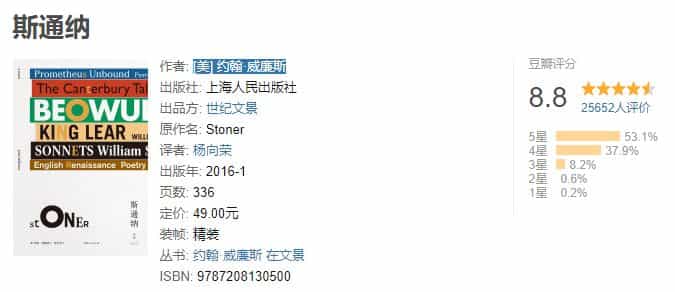 斯通纳
Prometheus Unbound
The Canterbury Tal
BEOWU
KING LEAR
SONNETS William S
English Renaissance Poetry
STONER
斯通纳
作者: [美] 约翰·威廉斯
出版社: 上海人民出版社
出品方: 世纪文景
原作名: Stoner
译者: 杨向荣
出版年: 2016-1
页数: 336
定价: 49.00元
装帧: 精装
丛书: 约翰·威廉斯 在文景
ISBN: 9787208130500
豆瓣评分
8.8
25652人评价
5星 53.1%
4星 37.9%
3星 8.2%
2星 0.6%
1星 0.2%